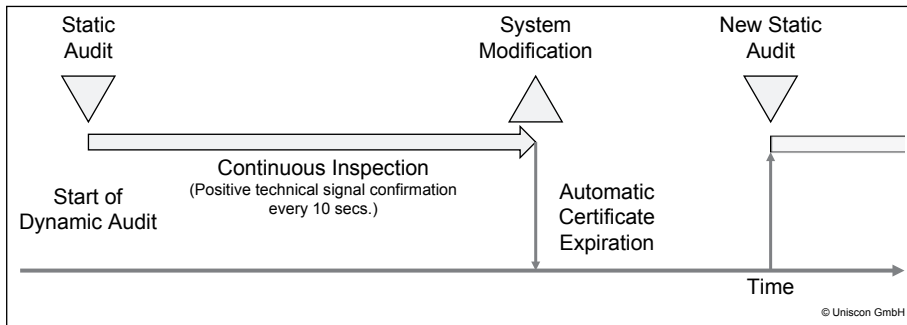 Static
Audit
System
Modification
New Static
Audit
Continuous Inspection
(Positive technical signal confirmation
every 10 secs.)
Start of
Dynamic Audit
Automatic
Certificate
Expiration
Time
© Uniscon GmbH